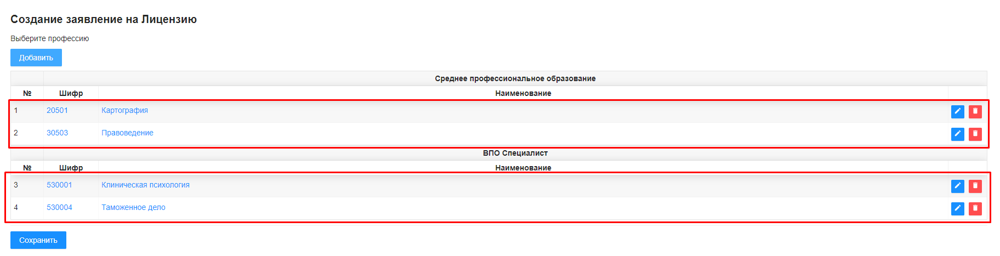 Создание заявление на Лицензию
Выберите профессию
Добавить
Среднее профессиональное образование
№ Шифр Наименование
1 20501 Картография
2 30503 Правоведение
ВПО Специалист
№ Шифр Наименование
3 530001 Клиническая психология
4 530004 Таможенное дело
Сохранить